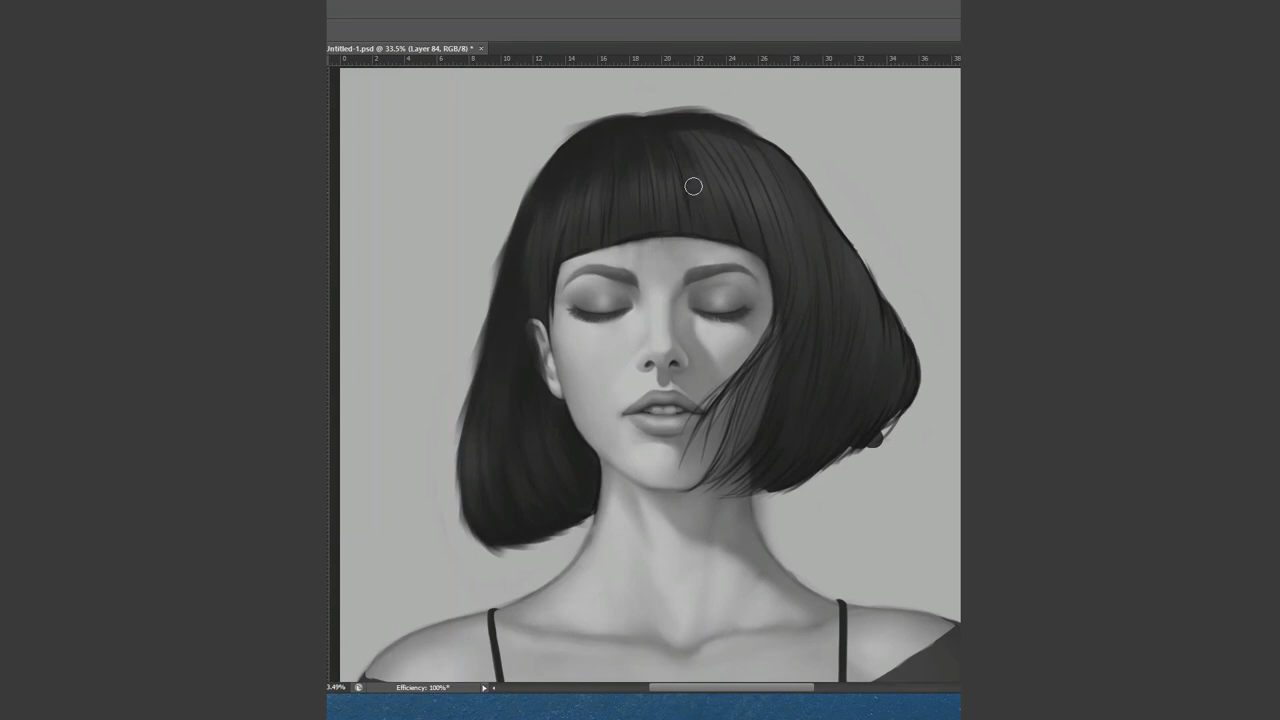 Untitled-1.psd @ 33.5% (Layer 84, RGB/8) * ×
0 2 4 6 8 10 12 14 16 18 20 22 24 26 28 30 32 34 36 38
3.49% Efficiency: 100%*